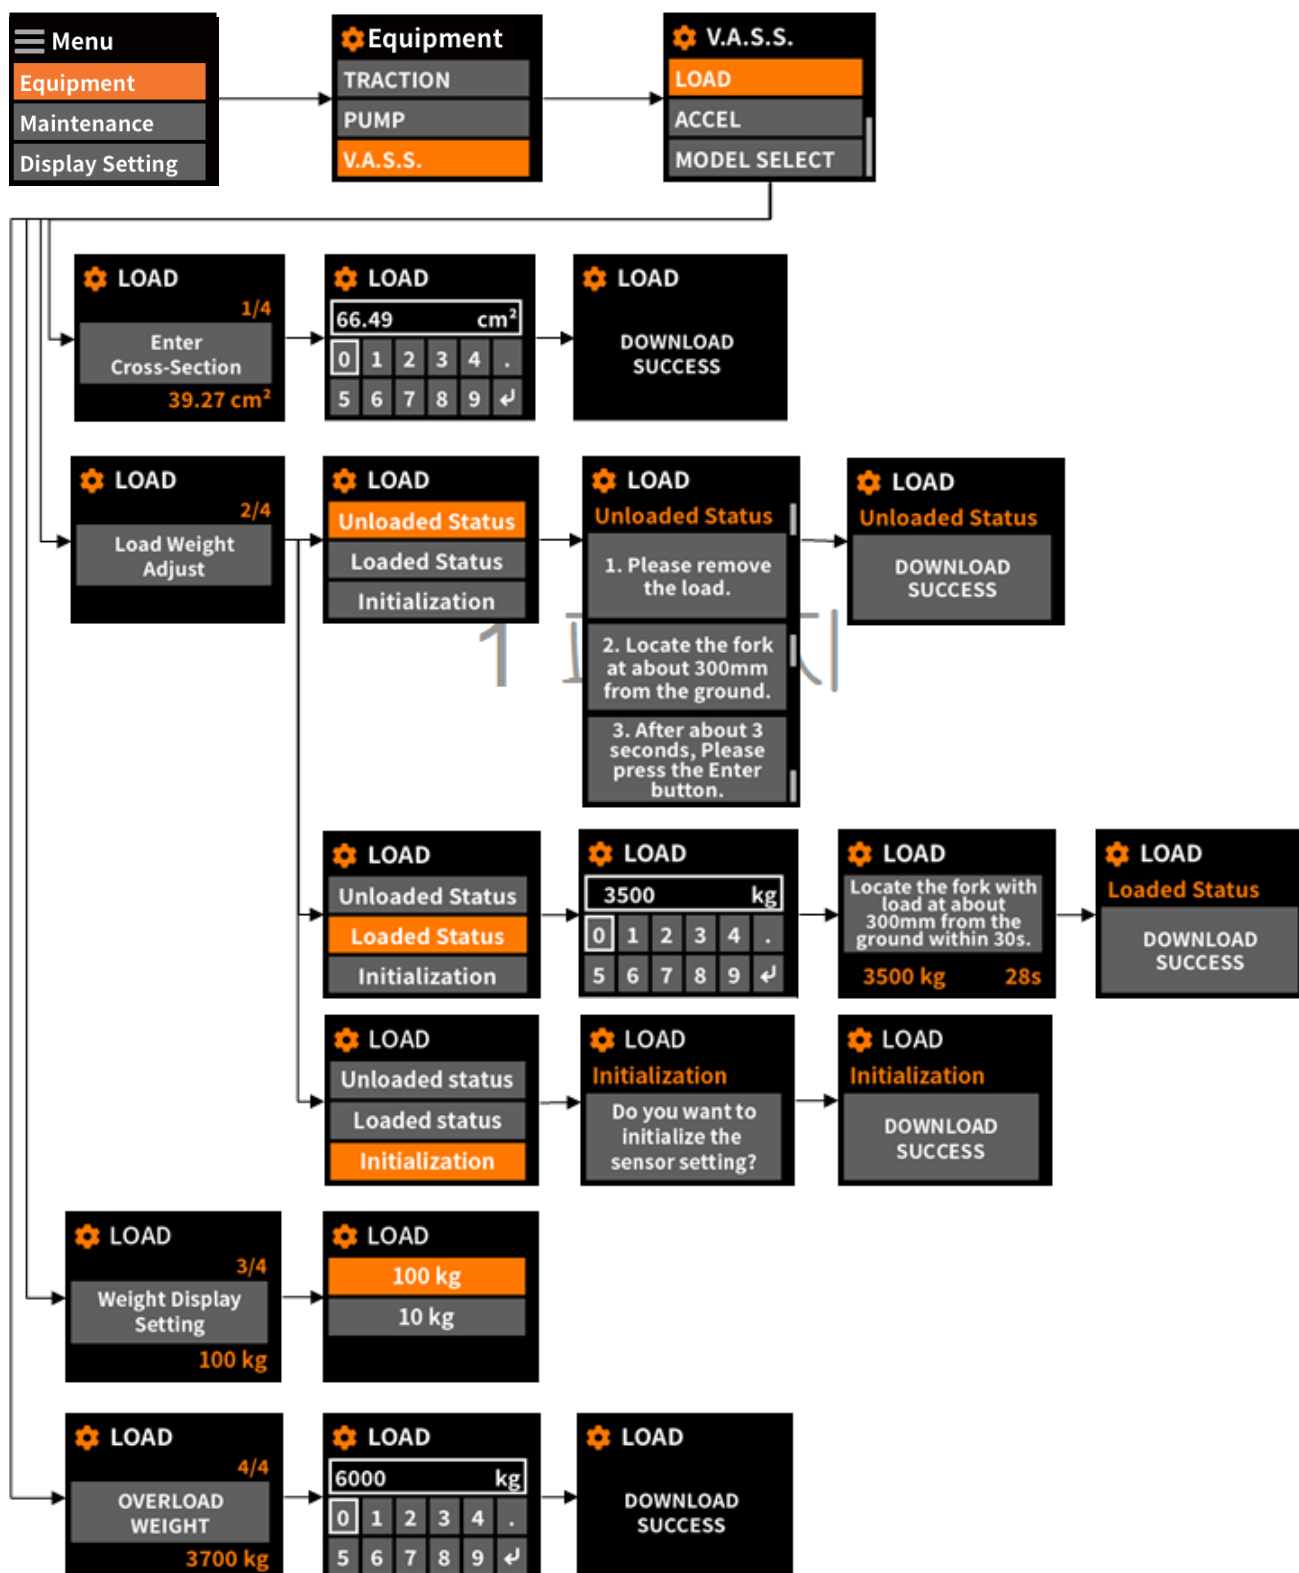 Menu
Equipment
Maintenance
Display Setting
Equipment
TRACTION
PUMP
V.A.S.S.
V.A.S.S.
LOAD
ACCEL
MODEL SELECT
LOAD
1/4
Enter
Cross-Section
39.27 cm²
LOAD
66.49 cm²
0 1 2 3 4 .
5 6 7 8 9 ↲
LOAD
DOWNLOAD
SUCCESS
LOAD
2/4
Load Weight
Adjust
LOAD
Unloaded Status
Loaded Status
Initialization
LOAD
Unloaded Status
1. Please remove
the load.
2. Locate the fork
at about 300mm
from the ground.
3. After about 3
seconds, Please
press the Enter
button.
LOAD
Unloaded Status
DOWNLOAD
SUCCESS
1
LOAD
Unloaded Status
Loaded Status
Initialization
LOAD
3500 kg
0 1 2 3 4 .
5 6 7 8 9 ↲
LOAD
Locate the fork with
load at about
300mm from the
ground within 30s.
3500 kg 28s
LOAD
Loaded Status
DOWNLOAD
SUCCESS
LOAD
Unloaded status
Loaded status
Initialization
LOAD
Initialization
Do you want to
initialize the
sensor setting?
LOAD
Initialization
DOWNLOAD
SUCCESS
LOAD
3/4
Weight Display
Setting
100 kg
LOAD
100 kg
10 kg
LOAD
4/4
OVERLOAD
WEIGHT
3700 kg
LOAD
6000 kg
0 1 2 3 4 .
5 6 7 8 9 ↲
LOAD
DOWNLOAD
SUCCESS